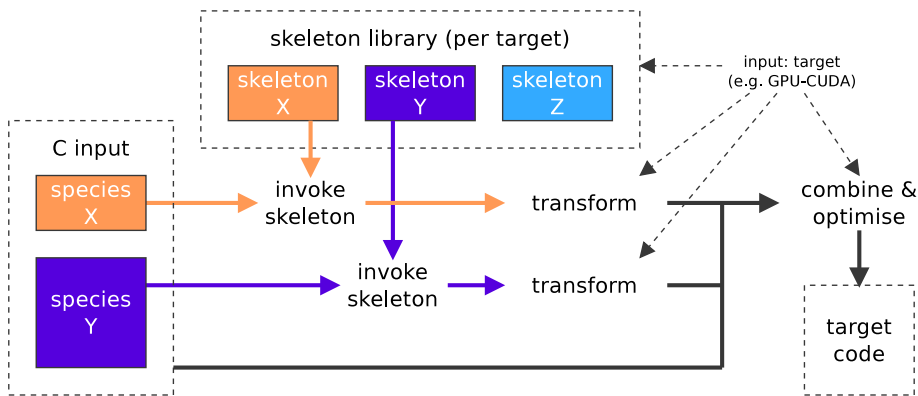 skeleton library (per target)
skeleton
X
skeleton
Y
skeleton
Z
input: target
(e.g. GPU-CUDA)
C input
species
X
invoke
skeleton
transform
combine &
optimise
species
Y
invoke
skeleton
transform
target
code